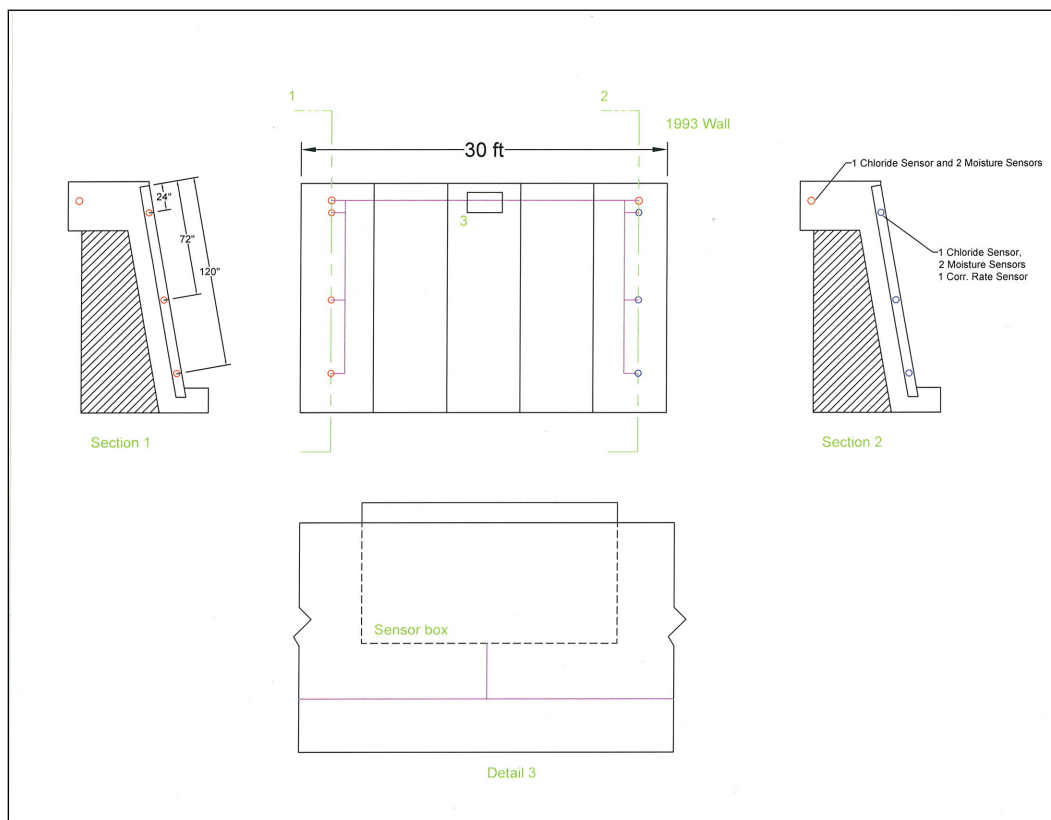 1
2
1993 Wall
30 ft
3
24"
72"
120"
Section 1
1 Chloride Sensor and 2 Moisture Sensors
1 Chloride Sensor,
2 Moisture Sensors
1 Corr. Rate Sensor
Section 2
Sensor box
Detail 3